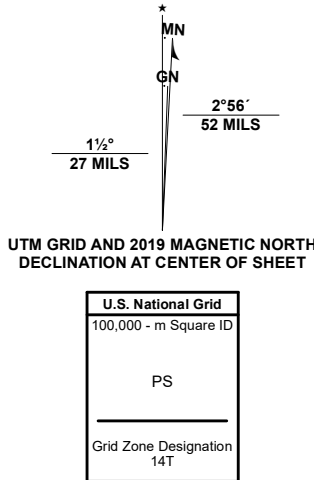 ★
MN
GN
2°56´
52 MILS
1½°
27 MILS
UTM GRID AND 2019 MAGNETIC NORTH
DECLINATION AT CENTER OF SHEET
U.S. National Grid
100,000 - m Square ID
PS
Grid Zone Designation
14T